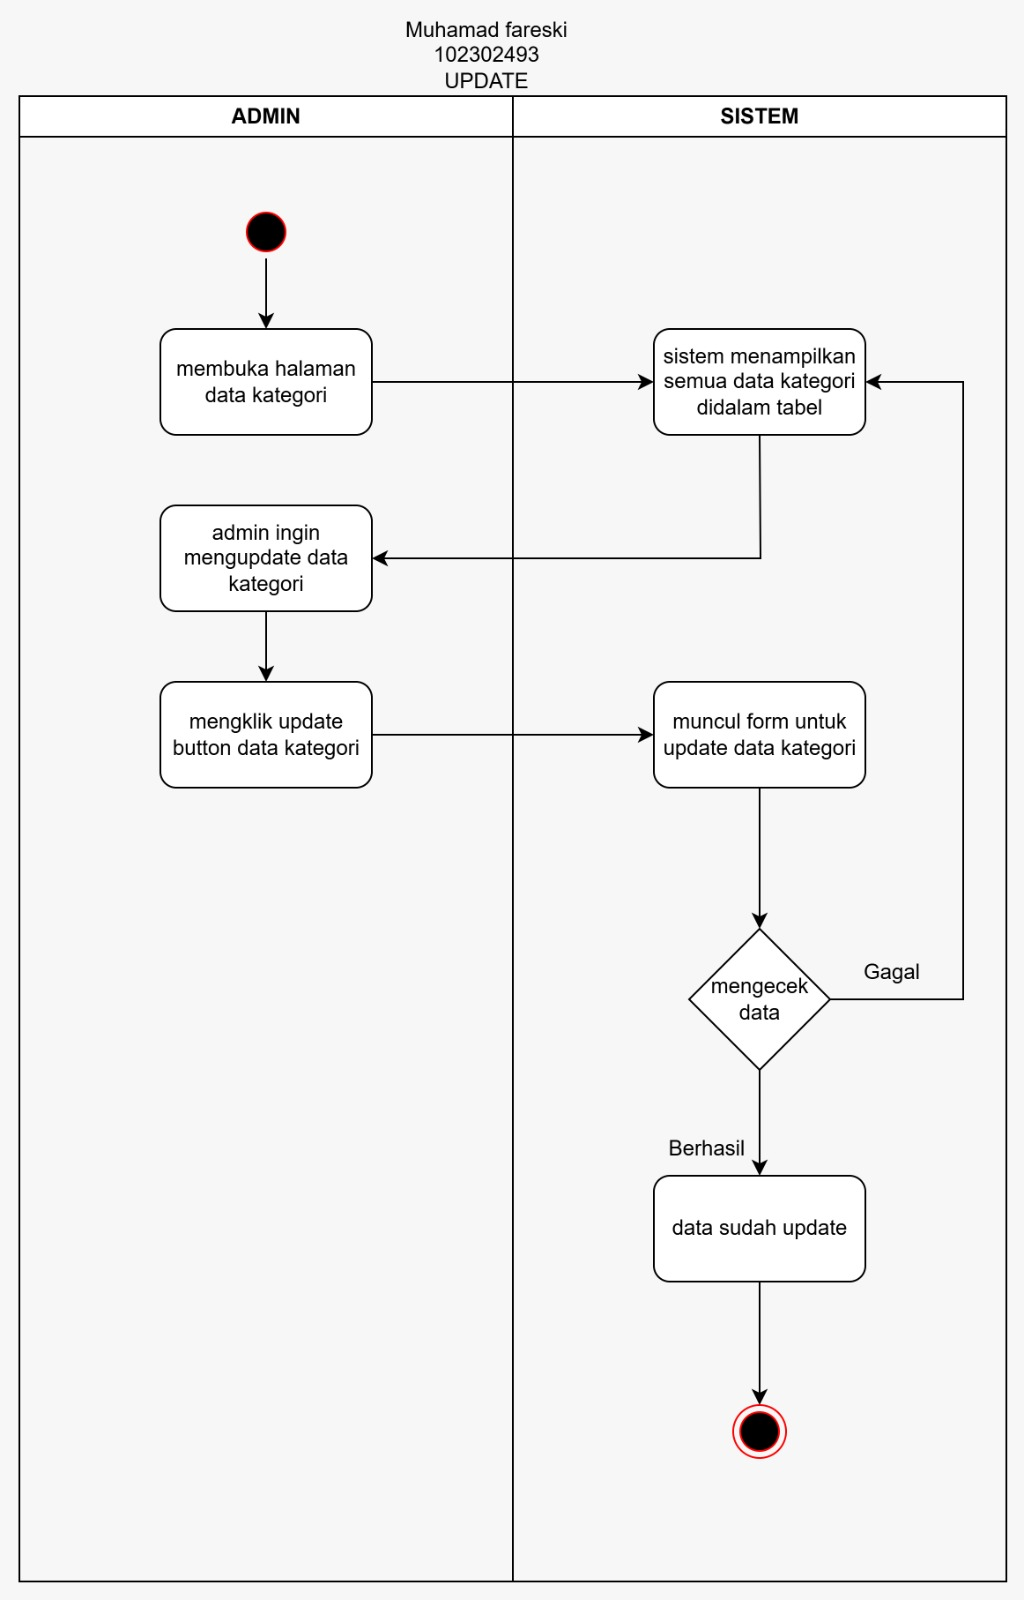 Muhamad fareski
102302493
UPDATE
ADMIN
SISTEM
membuka halaman
data kategori
sistem menampilkan
semua data kategori
didalam tabel
admin ingin
mengupdate data
kategori
mengklik update
button data kategori
muncul form untuk
update data kategori
mengecek
data
Gagal
Berhasil
data sudah update